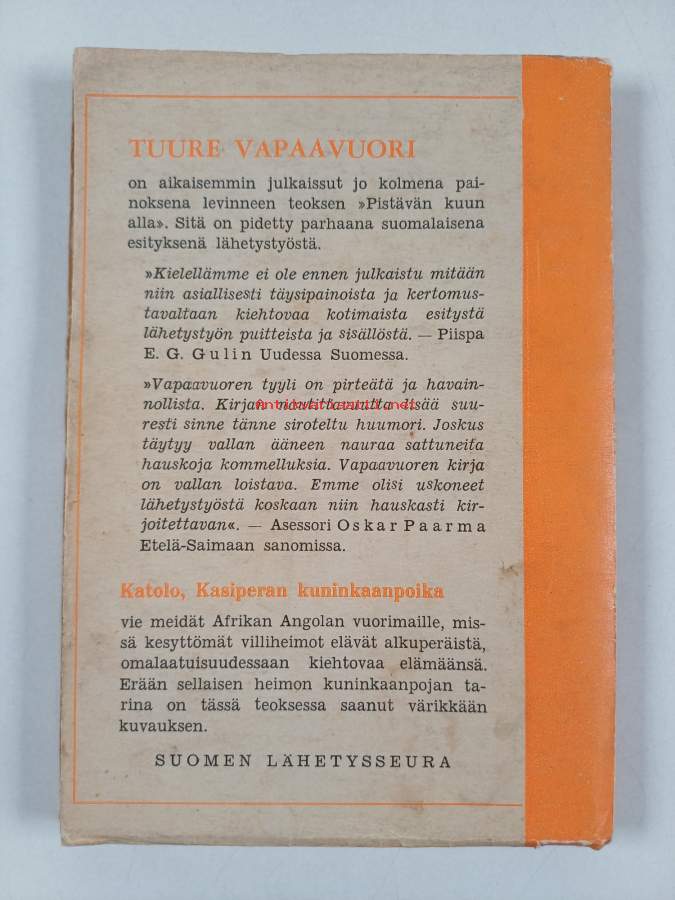 TUURE VAPAAVUORI
on aikaisemmin julkaissut jo kolmena pai-
noksena levinneen teoksen »Pistävän kuun
alla». Sitä on pidetty parhaana suomalaisena
esityksenä lähetystyöstä.
»Kielellämme ei ole ennen julkaistu mitään
niin asiallisesti täysipainoista ja kertomus-
tavaltaan kiehtovaa kotimaista esitystä
lähetystyön puitteista ja sisällöstä. — Piispa
E. G. Gulin Uudessa Suomessa.
»Vapaavuoren tyyli on pirteätä ja havain-
nollista. Kirjan nautittavuutta lisää suu-
Antikvariaatti.net
resti sinne tänne siroteltu huumori. Joskus
täytyy vallan ääneen nauraa sattuneita
hauskoja kommelluksia. Vapaavuoren kirja
on vallan loistava. Emme olisi uskoneet
lähetystyöstä koskaan niin hauskasti kir-
joitettavan«. — Asessori Oskar Paarma
Etelä-Saimaan sanomissa.
Katolo, Kasiperan kuninkaanpoika
vie meidät Afrikan Angolan vuorimaille, mis-
sä kesyttömät villiheimot elävät alkuperäistä,
omalaatuisuudessaan kiehtovaa elämäänsä.
Erään sellaisen heimon kuninkaanpojan ta-
rina on tässä teoksessa saanut värikkään
kuvauksen.
SUOMEN LÄHETYSSEURA